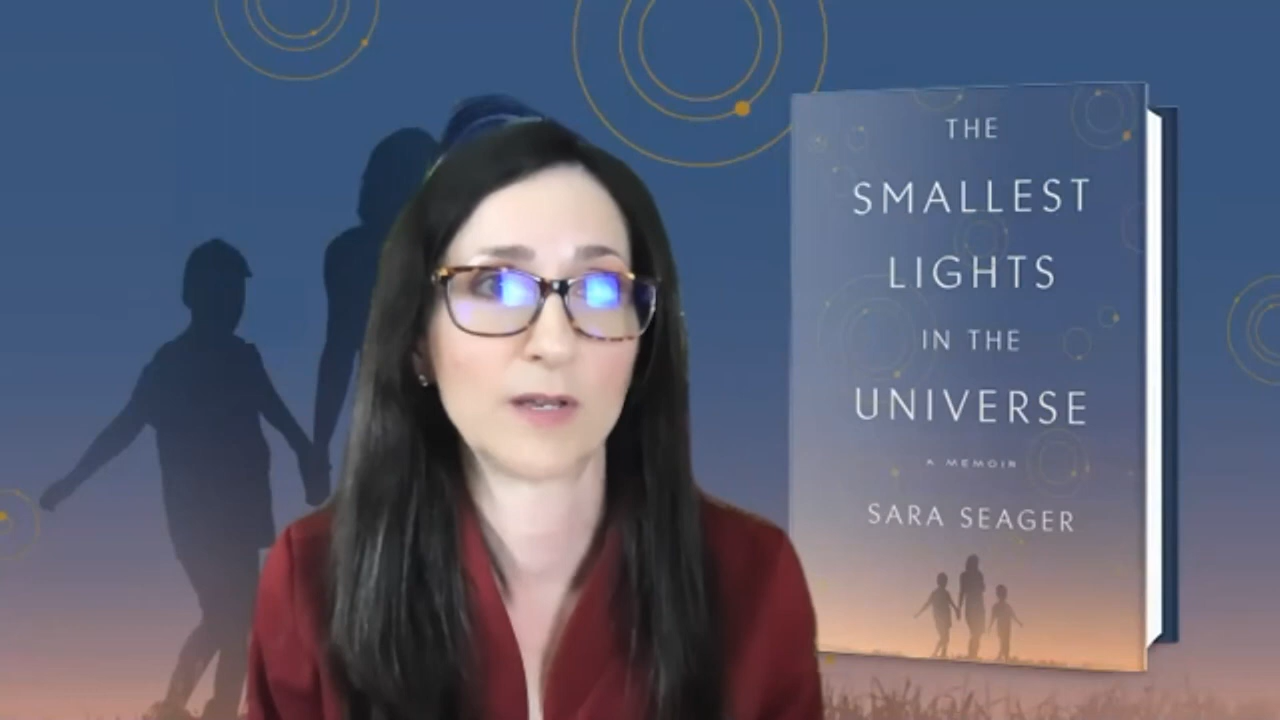 THE
SMALLEST
LIGHTS
IN THE
UNIVERSE
A MEMOIR
SARA SEAGER